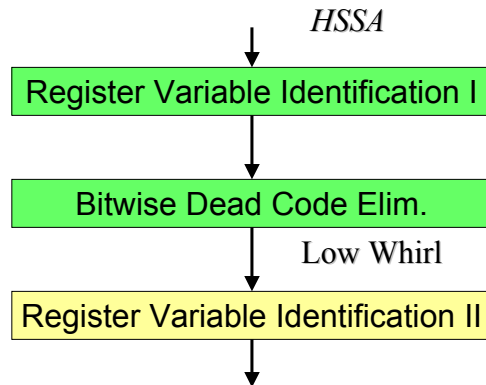 HSSA
Register Variable Identification I
Bitwise Dead Code Elim.
Low Whirl
Register Variable Identification II